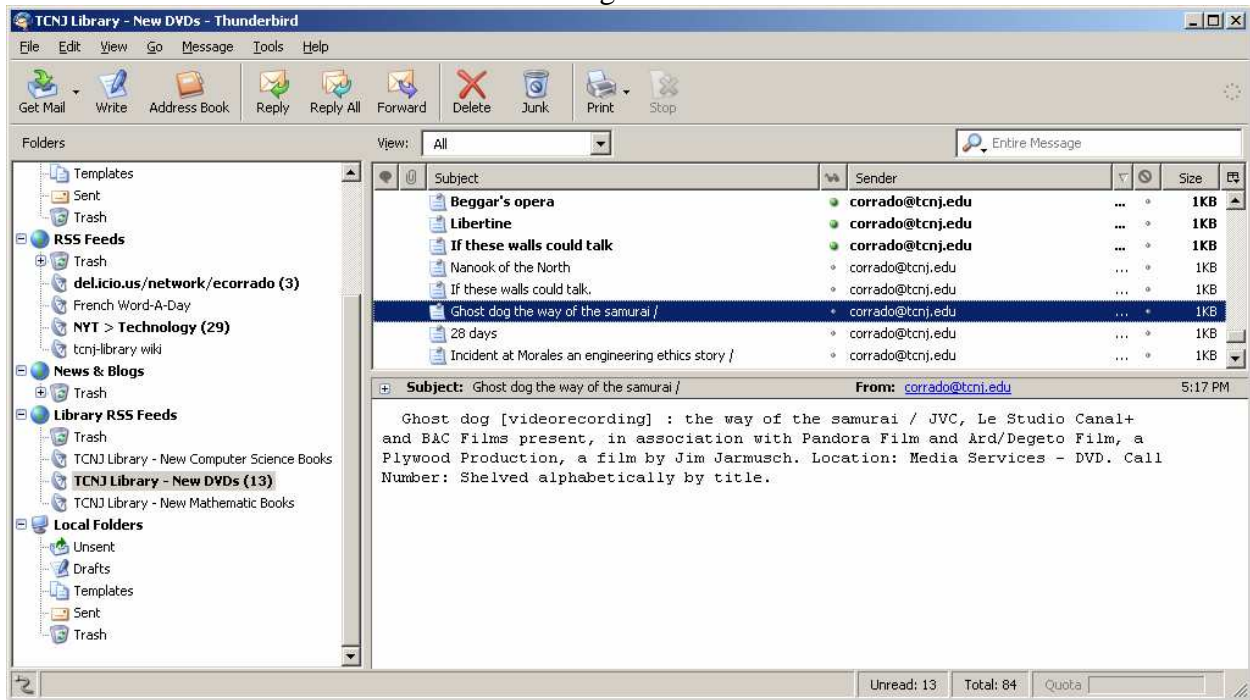 TCNJ Library - New DVDs - Thunderbird
File Edit View Go Message Tools Help
Get Mail Write Address Book Reply Reply All Forward Delete Junk Print Stop
Folders
View: All
Entire Message
Templates
Sent
Trash
RSS Feeds
Trash
del.icio.us/network/ecorrado (3)
French Word-A-Day
NYT > Technology (29)
tcnj-library wiki
News & Blogs
Trash
Library RSS Feeds
Trash
TCNJ Library - New Computer Science Books
TCNJ Library - New DVDs (13)
TCNJ Library - New Mathematic Books
Local Folders
Unsent
Drafts
Templates
Sent
Trash
Subject Sender Size
Beggar's opera corrado@tcnj.edu ... 1KB
Libertine corrado@tcnj.edu ... 1KB
If these walls could talk corrado@tcnj.edu ... 1KB
Nanook of the North corrado@tcnj.edu ... 1KB
If these walls could talk. corrado@tcnj.edu ... 1KB
Ghost dog the way of the samurai / corrado@tcnj.edu ... 1KB
28 days corrado@tcnj.edu ... 1KB
Incident at Morales an engineering ethics story / corrado@tcnj.edu ... 1KB
Subject: Ghost dog the way of the samurai / From: corrado@tcnj.edu 5:17 PM
Ghost dog [videorecording] : the way of the samurai / JVC, Le Studio Canal+
and BAC Films present, in association with Pandora Film and Ard/Degeto Film, a
Plywood Production, a film by Jim Jarmusch. Location: Media Services - DVD. Call
Number: Shelved alphabetically by title.
Unread: 13 Total: 84 Quota